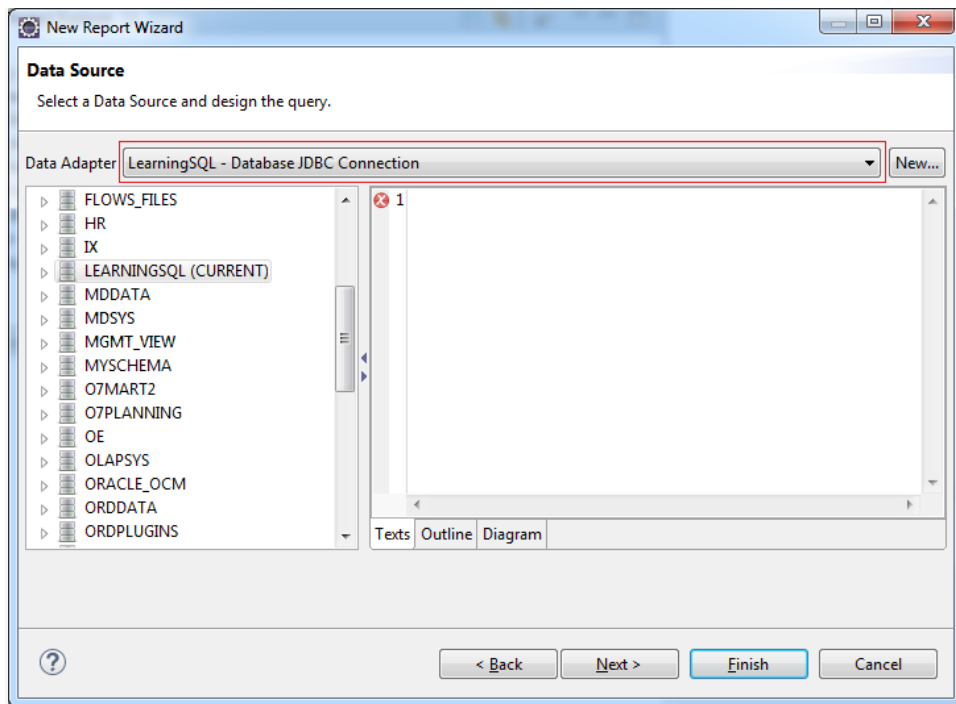 New Report Wizard
Data Source
Select a Data Source and design the query.
Data Adapter LearningSQL - Database JDBC Connection New...
FLOWS_FILES
HR
IX
LEARNINGSQL (CURRENT)
MDDATA
MDSYS
MGMT_VIEW
MYSCHEMA
O7MART2
O7PLANNING
OE
OLAPSYS
ORACLE_OCM
ORDDATA
ORDPLUGINS
1
Texts Outline Diagram
? < Back Next > Finish Cancel